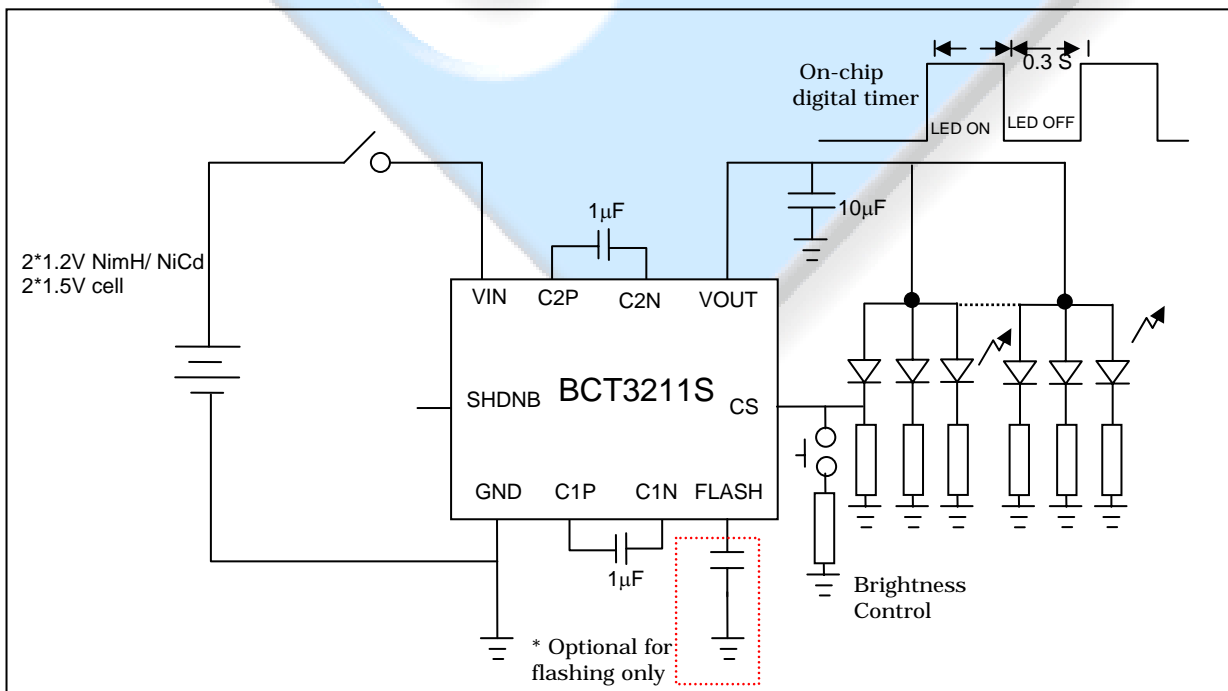 On-chip
digital timer
0.3 S
LED ON
LED OFF
1μF
10μF
2*1.2V NimH/ NiCd
2*1.5V cell
VIN
C2P
C2N
VOUT
SHDNB
BCT3211S
CS
GND
C1P
C1N
FLASH
1μF
Brightness
Control
* Optional for
flashing only